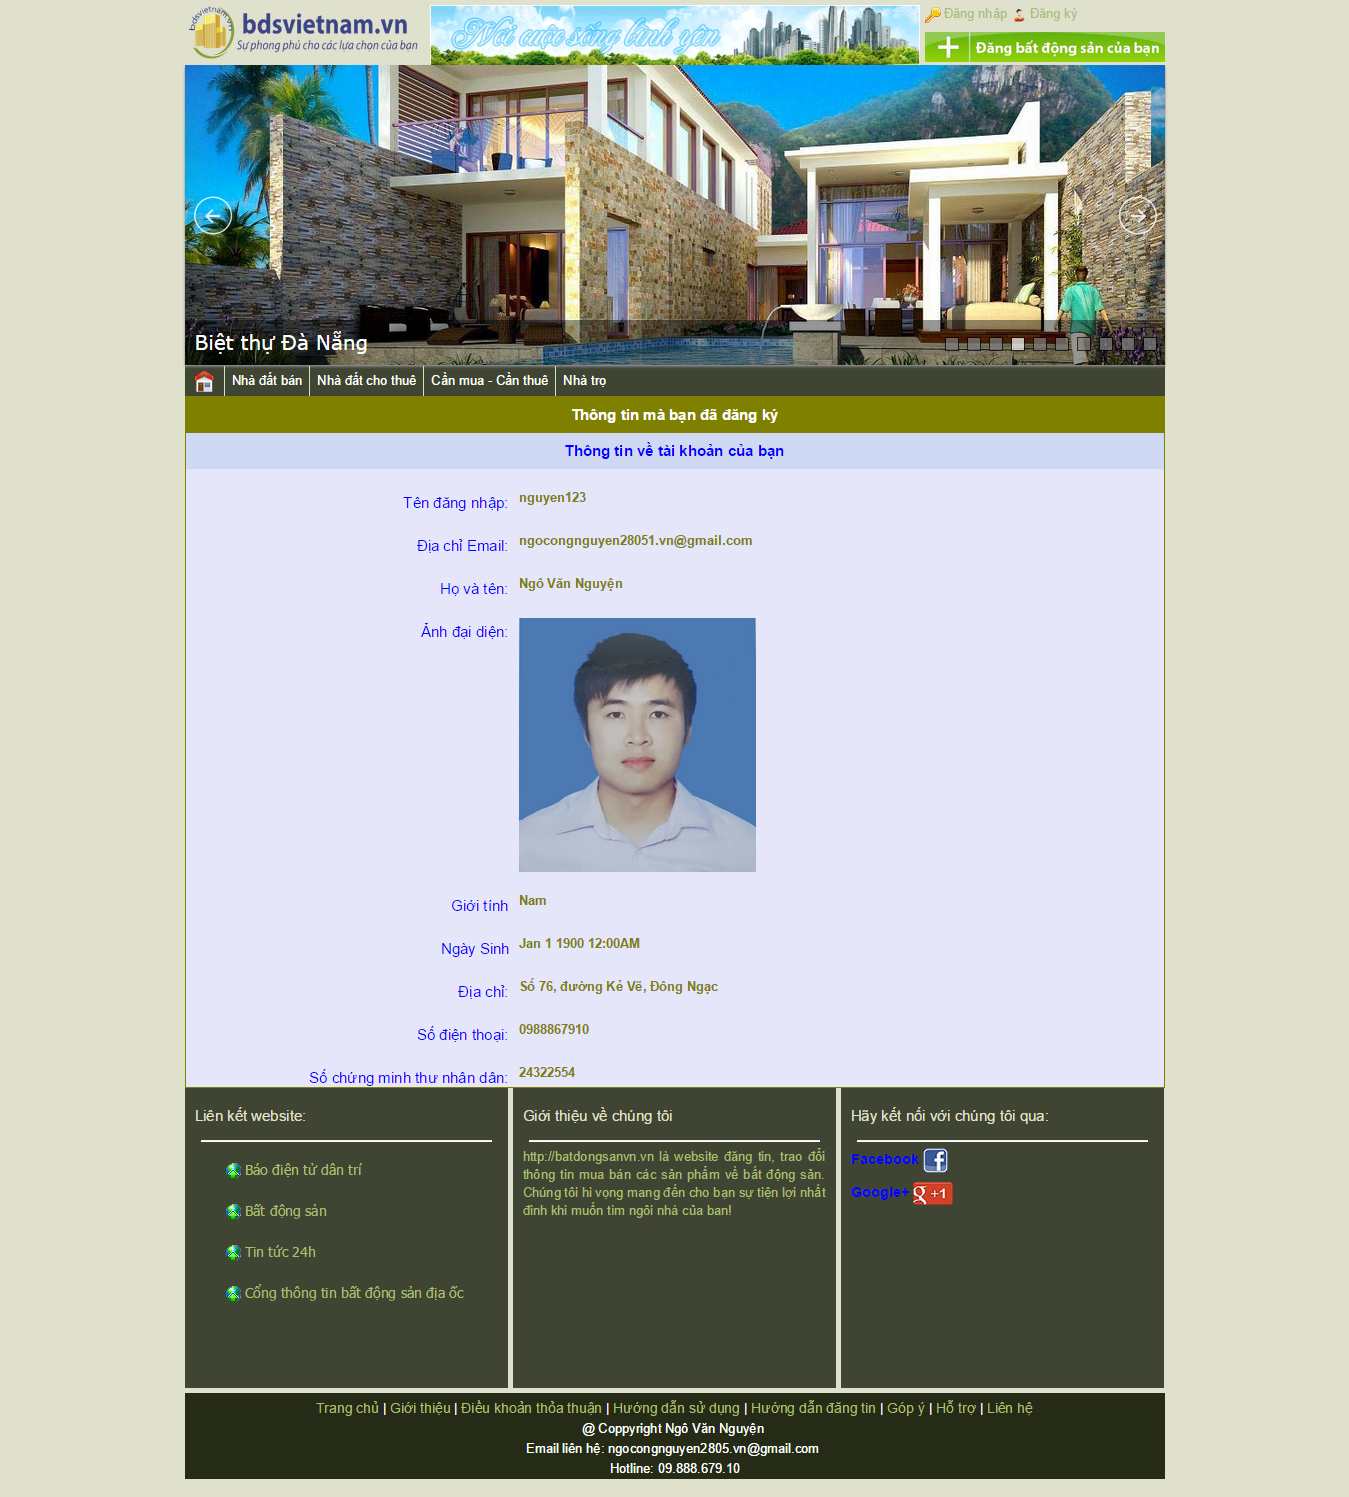 bdsvietnam.vn
bdsvietnam.vn
Sự phong phú cho các lựa chọn của bạn
Nơi cuộc sống bình yên
Đăng nhập Đăng ký
Đăng bất động sản của bạn
Biệt thự Đà Nẵng
Nhà đất bán
Nhà đất cho thuê
Cần mua - Cần thuê
Nhà trọ
Thông tin mà bạn đã đăng ký
Thông tin về tài khoản của bạn
Tên đăng nhập: nguyen123
Địa chỉ Email: ngocongnguyen28051.vn@gmail.com
Họ và tên: Ngô Văn Nguyện
Ảnh đại diện:
Giới tính Nam
Ngày Sinh Jan 1 1900 12:00AM
Địa chỉ: Số 76, đường Kẻ Vẽ, Đông Ngạc
Số điện thoại: 0988867910
Số chứng minh thư nhân dân: 24322554
Liên kết website:
Báo điện tử dân trí
Bất động sản
Tin tức 24h
Cổng thông tin bất động sản địa ốc
Giới thiệu về chúng tôi
http://batdongsanvn.vn là website đăng tin, trao đổi
thông tin mua bán các sản phẩm về bất động sản.
Chúng tôi hi vọng mang đến cho bạn sự tiện lợi nhất
đinh khi muốn tìm ngôi nhà của ban!
Hãy kết nối với chúng tôi qua:
Facebook f
Google+ g +1
Trang chủ | Giới thiệu | Điều khoản thỏa thuận | Hướng dẫn sử dụng | Hướng dẫn đăng tin | Góp ý | Hỗ trợ | Liên hệ
@ Coppyright Ngô Văn Nguyện
Email liên hệ: ngocongnguyen2805.vn@gmail.com
Hotline: 09.888.679.10